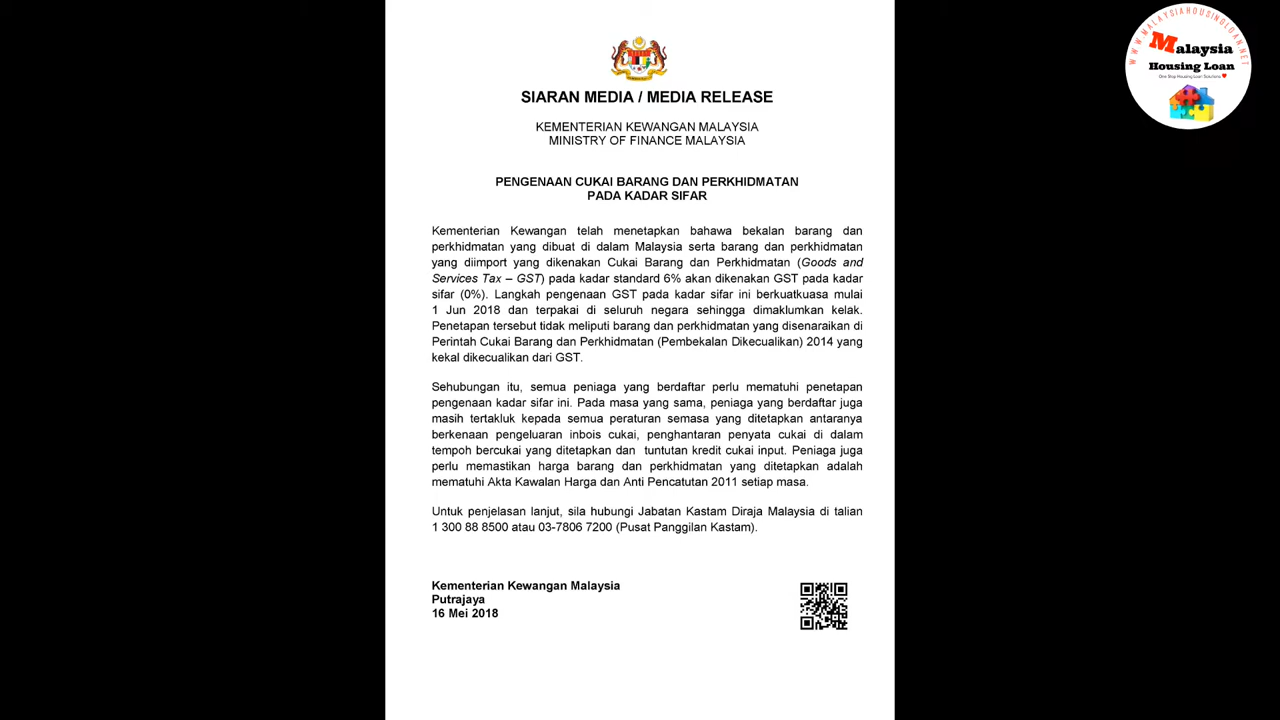 WWW.MALAYSIAHOUSINGLOAN.NET
Malaysia
Housing Loan
One Stop Housing Loan Solutions
SIARAN MEDIA / MEDIA RELEASE
KEMENTERIAN KEWANGAN MALAYSIA
MINISTRY OF FINANCE MALAYSIA
PENGENAAN CUKAI BARANG DAN PERKHIDMATAN
PADA KADAR SIFAR
Kementerian Kewangan telah menetapkan bahawa bekalan barang dan
perkhidmatan yang dibuat di dalam Malaysia serta barang dan perkhidmatan
yang diimport yang dikenakan Cukai Barang dan Perkhidmatan (Goods and
Services Tax – GST) pada kadar standard 6% akan dikenakan GST pada kadar
sifar (0%). Langkah pengenaan GST pada kadar sifar ini berkuatkuasa mulai
1 Jun 2018 dan terpakai di seluruh negara sehingga dimaklumkan kelak.
Penetapan tersebut tidak meliputi barang dan perkhidmatan yang disenaraikan di
Perintah Cukai Barang dan Perkhidmatan (Pembekalan Dikecualikan) 2014 yang
kekal dikecualikan dari GST.
Sehubungan itu, semua peniaga yang berdaftar perlu mematuhi penetapan
pengenaan kadar sifar ini. Pada masa yang sama, peniaga yang berdaftar juga
masih tertakluk kepada semua peraturan semasa yang ditetapkan antaranya
berkenaan pengeluaran inbois cukai, penghantaran penyata cukai di dalam
tempoh bercukai yang ditetapkan dan tuntutan kredit cukai input. Peniaga juga
perlu memastikan harga barang dan perkhidmatan yang ditetapkan adalah
mematuhi Akta Kawalan Harga dan Anti Pencatutan 2011 setiap masa.
Untuk penjelasan lanjut, sila hubungi Jabatan Kastam Diraja Malaysia di talian
1 300 88 8500 atau 03-7806 7200 (Pusat Panggilan Kastam).
Kementerian Kewangan Malaysia
Putrajaya
16 Mei 2018